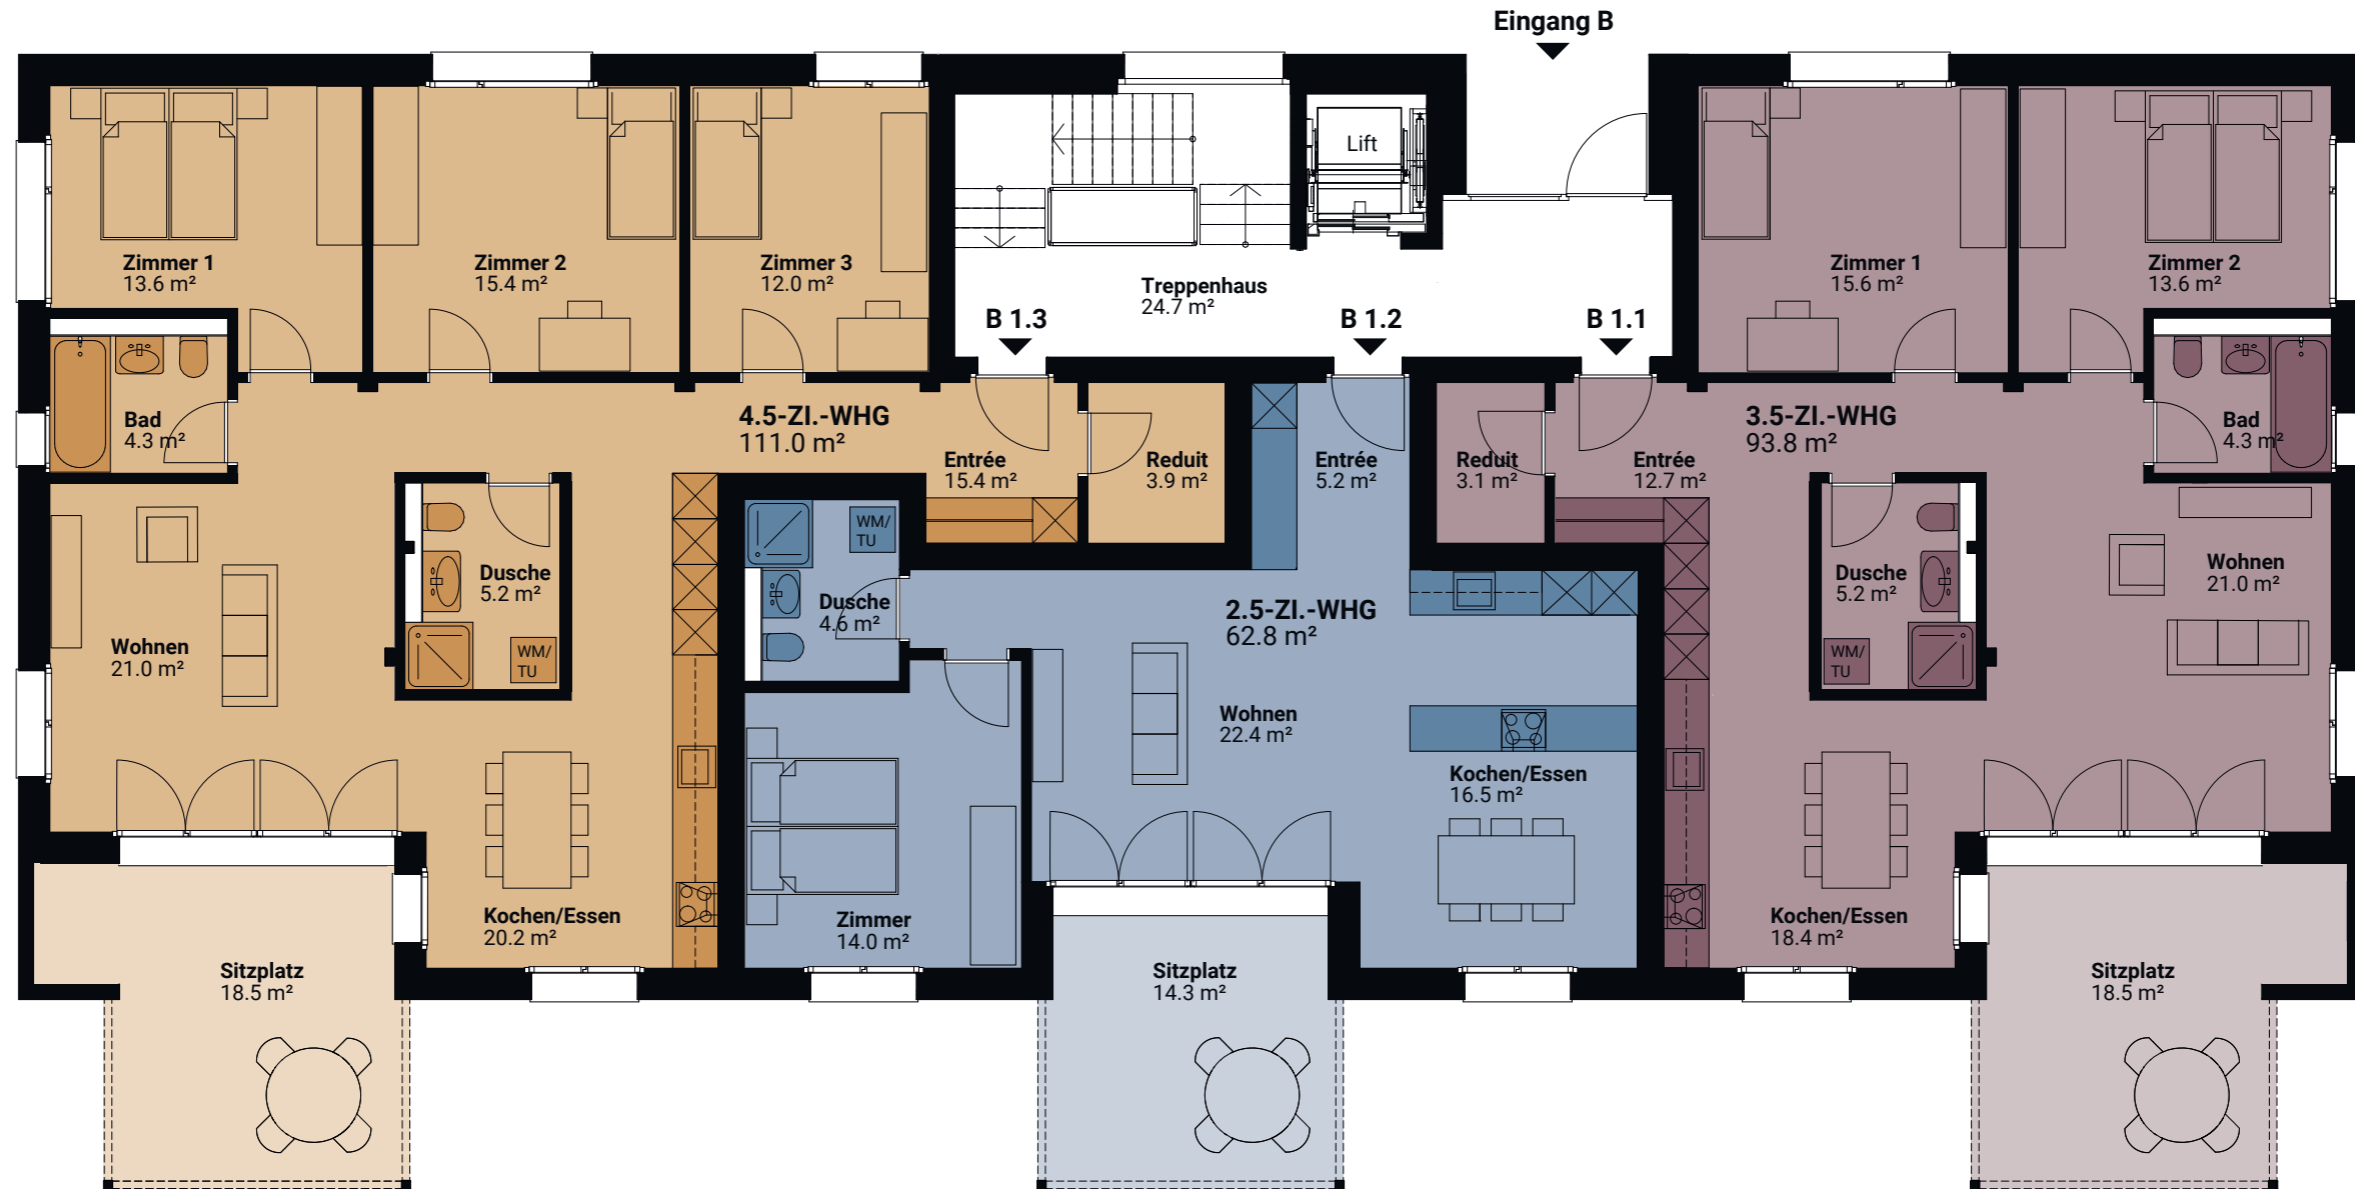 Eingang B
Lift
Zimmer 1
13.6 m²
Zimmer 2
15.4 m²
Zimmer 3
12.0 m²
Treppenhaus
24.7 m²
Zimmer 1
15.6 m²
Zimmer 2
13.6 m²
B 1.3
B 1.2
B 1.1
Bad
4.3 m²
4.5-ZI.-WHG
111.0 m²
Entrée
15.4 m²
Reduit
3.9 m²
Entrée
5.2 m²
Reduit
3.1 m²
Entrée
12.7 m²
3.5-ZI.-WHG
93.8 m²
Bad
4.3 m²
WM/
TU
Dusche
5.2 m²
WM/
TU
Wohnen
21.0 m²
Dusche
4.6 m²
2.5-ZI.-WHG
62.8 m²
Dusche
5.2 m²
WM/
TU
Wohnen
21.0 m²
Wohnen
22.4 m²
Kochen/Essen
16.5 m²
Kochen/Essen
20.2 m²
Zimmer
14.0 m²
Kochen/Essen
18.4 m²
Sitzplatz
18.5 m²
Sitzplatz
14.3 m²
Sitzplatz
18.5 m²